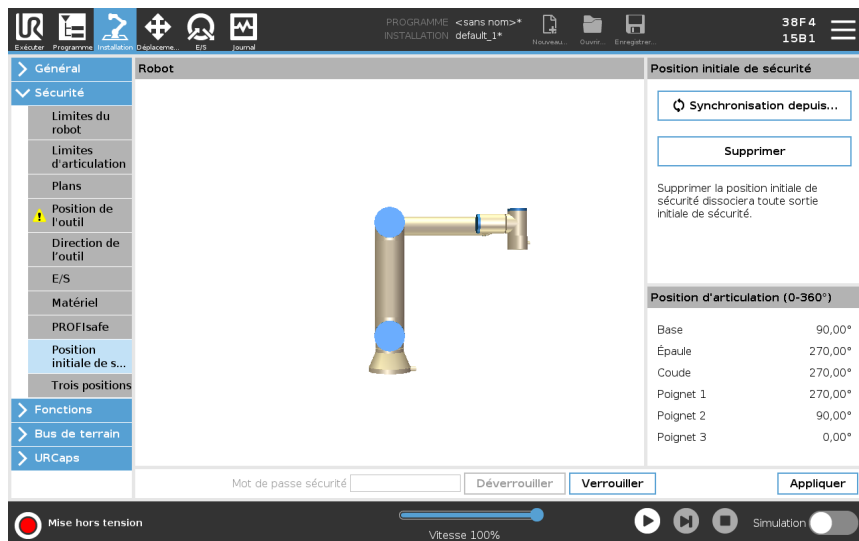 PROGRAMME <sans nom>*
INSTALLATION default_1*
38F4
15B1
Exécuter
Programme
Installation
Déplaceme...
E/S
Journal
Nouveau...
Ouvrir...
Enregistrer...
Général
Sécurité
Limites du
robot
Limites
d'articulation
Plans
Position de
l'outil
Direction de
l'outil
E/S
Matériel
PROFIsafe
Position
initiale de s...
Trois positions
Fonctions
Bus de terrain
URCaps
Robot
Position initiale de sécurité
Synchronisation depuis...
Supprimer
Supprimer la position initiale de
sécurité dissociera toute sortie
initiale de sécurité.
Position d'articulation (0-360°)
Base 90,00°
Épaule 270,00°
Coude 270,00°
Poignet 1 270,00°
Poignet 2 90,00°
Poignet 3 0,00°
Mot de passe sécurité
Déverrouiller
Verrouiller
Appliquer
Mise hors tension
Vitesse 100%
Simulation